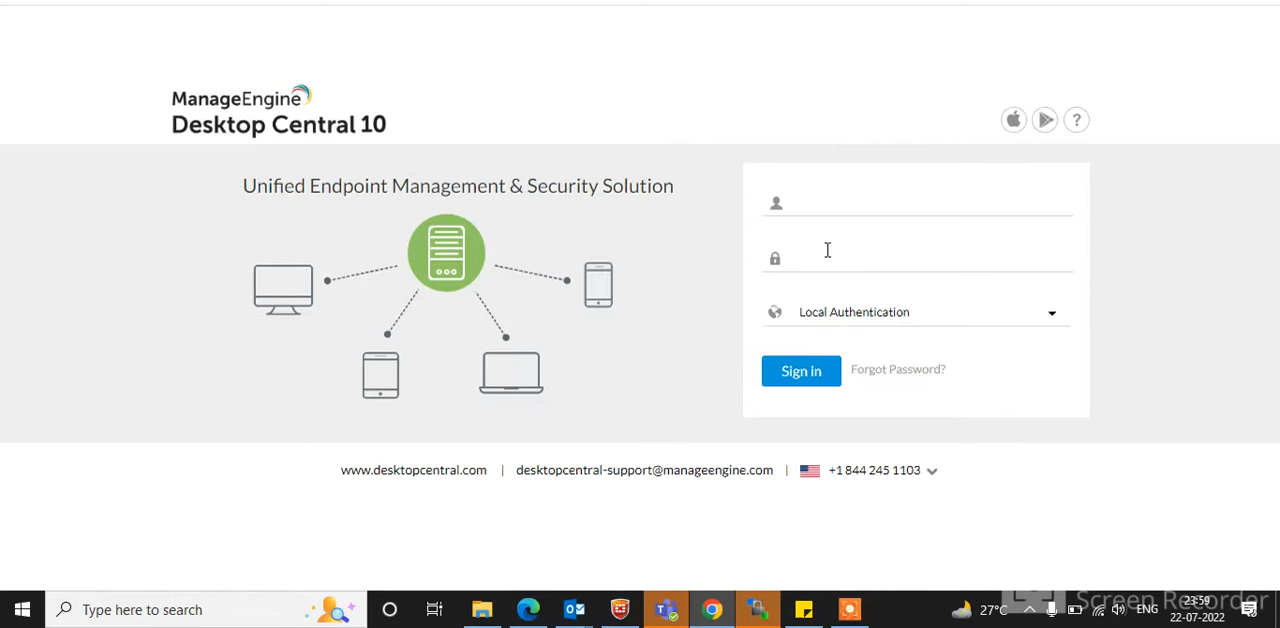 ManageEngine
Desktop Central 10
?
Unified Endpoint Management & Security Solution
Local Authentication
Sign in
Forgot Password?
www.desktopcentral.com | desktopcentral-support@manageengine.com | +1 844 245 1103
Type here to search
27°C
ENG
23:59
22-07-2022
Screen Recorder